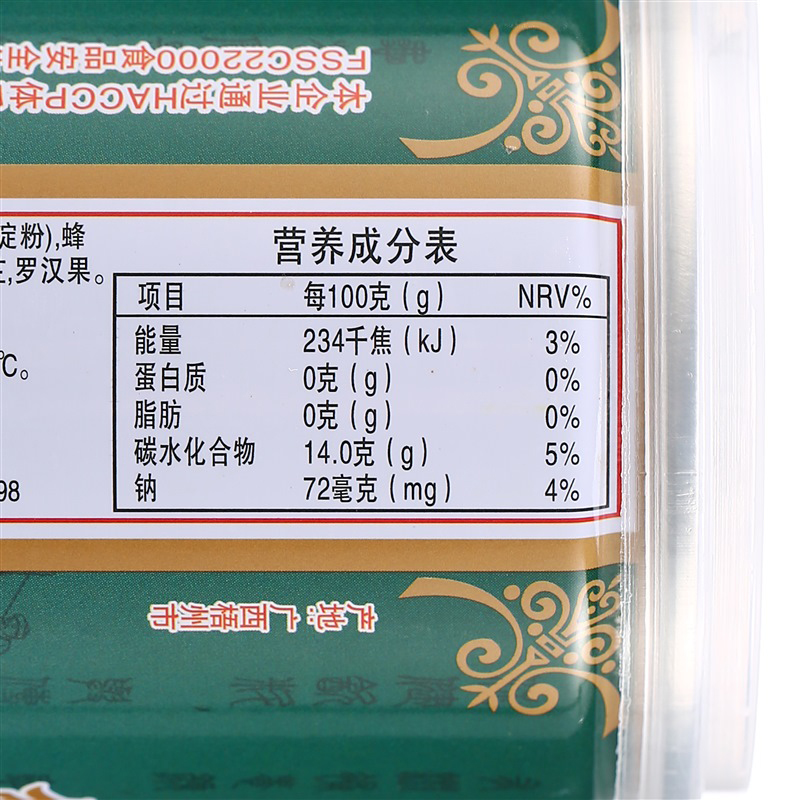 FSSC22000食品安全
本企业通过HACCP体
淀粉),蜂
,罗汉果。
℃。
98
营养成分表
项目 每100克(g) NRV%
能量 234千焦(kJ) 3%
蛋白质 0克(g) 0%
脂肪 0克(g) 0%
碳水化合物 14.0克(g) 5%
钠 72毫克(mg) 4%
产地:广西梧州市